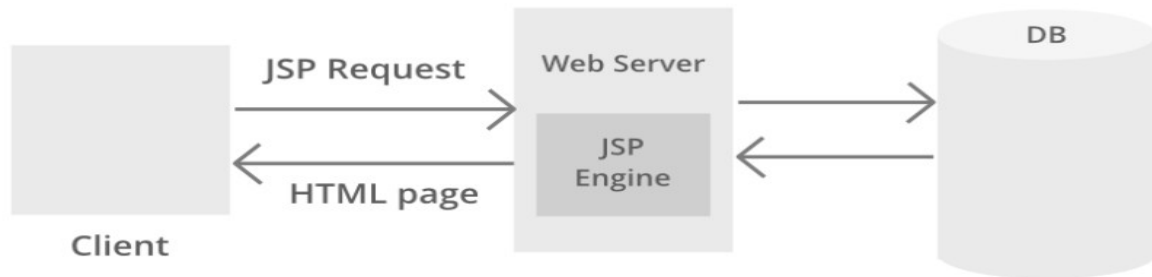 JSP Request
HTML page
Client
Web Server
JSP
Engine
DB